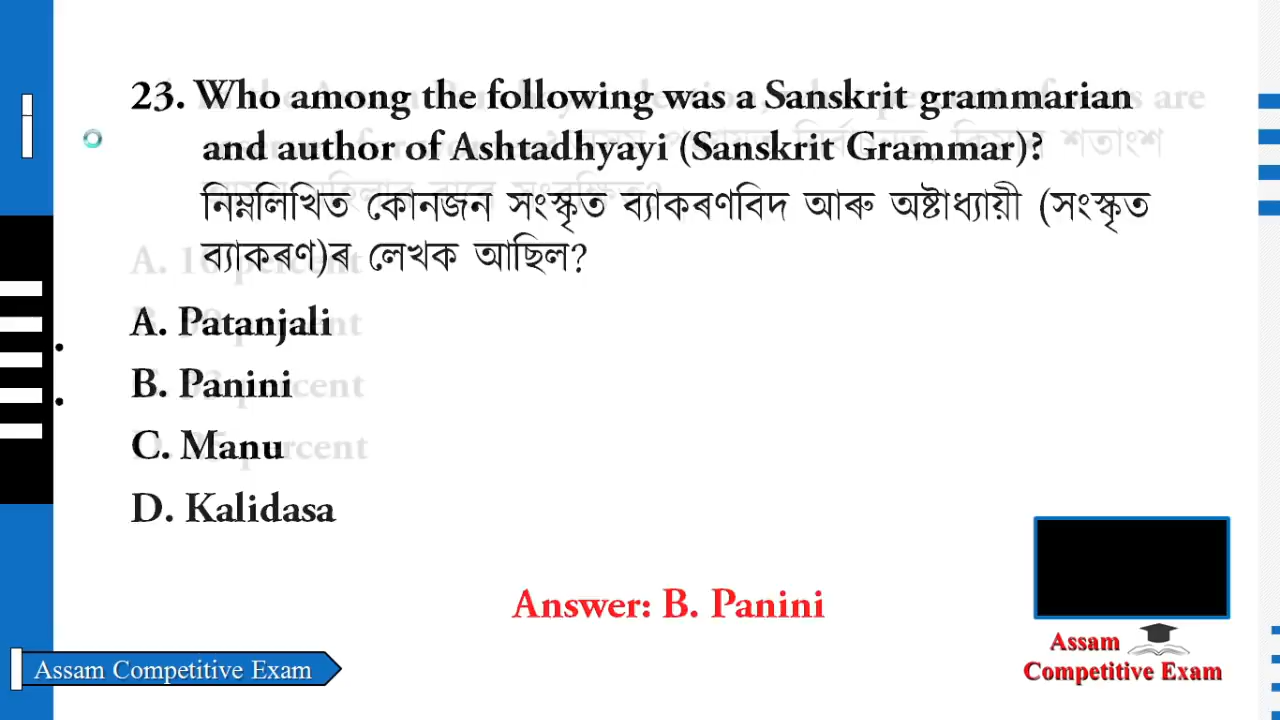 23. Who among the following was a Sanskrit grammarian
and author of Ashtadhyayi (Sanskrit Grammar)?
নিম্নলিখিত কোনজন সংস্কৃত ব্যাকৰণবিদ আৰু অষ্টাধ্যায়ী (সংস্কৃত
ব্যাকৰণ)ৰ লেখক আছিল?
A. Patanjali
B. Panini
C. Manu
D. Kalidasa
Answer: B. Panini
Assam Competitive Exam
Assam
Competitive Exam